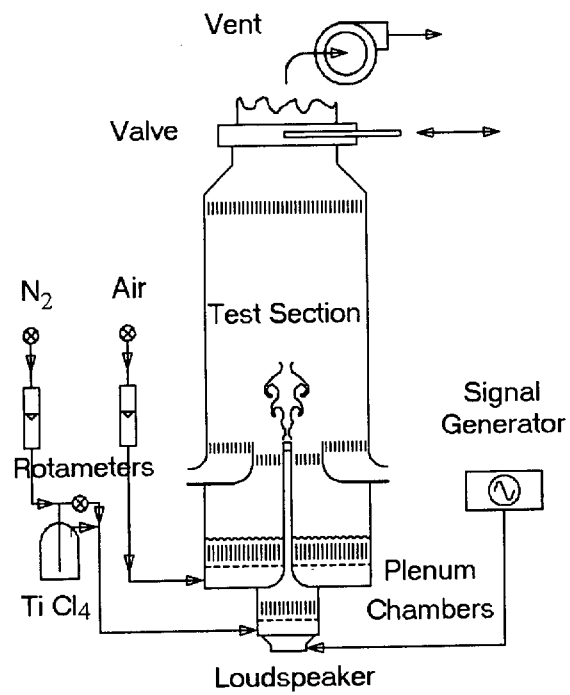 Vent
Valve
N2
Air
Test Section
Signal
Generator
Rotameters
Ti Cl4
Plenum
Chambers
Loudspeaker